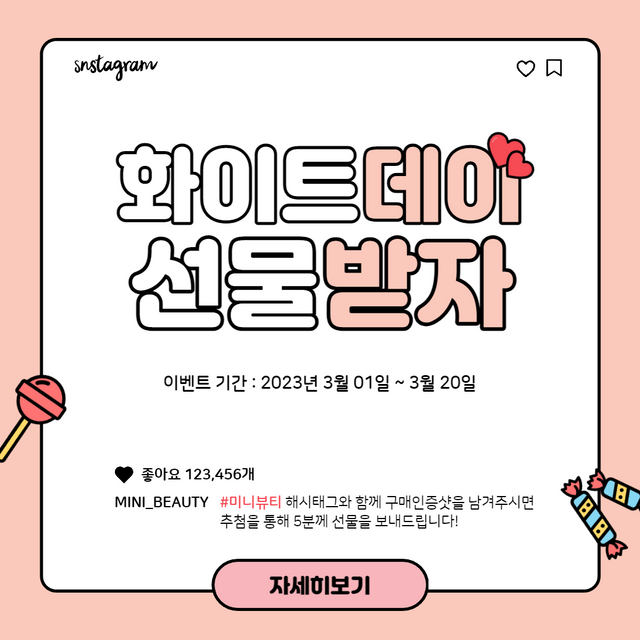 snstagram
화이트데이
선물받자
이벤트 기간 : 2023년 3월 01일 ~ 3월 20일
좋아요 123,456개
MINI_BEAUTY #미니뷰티 해시태그와 함께 구매인증샷을 남겨주시면
추첨을 통해 5분께 선물을 보내드립니다!
자세히보기